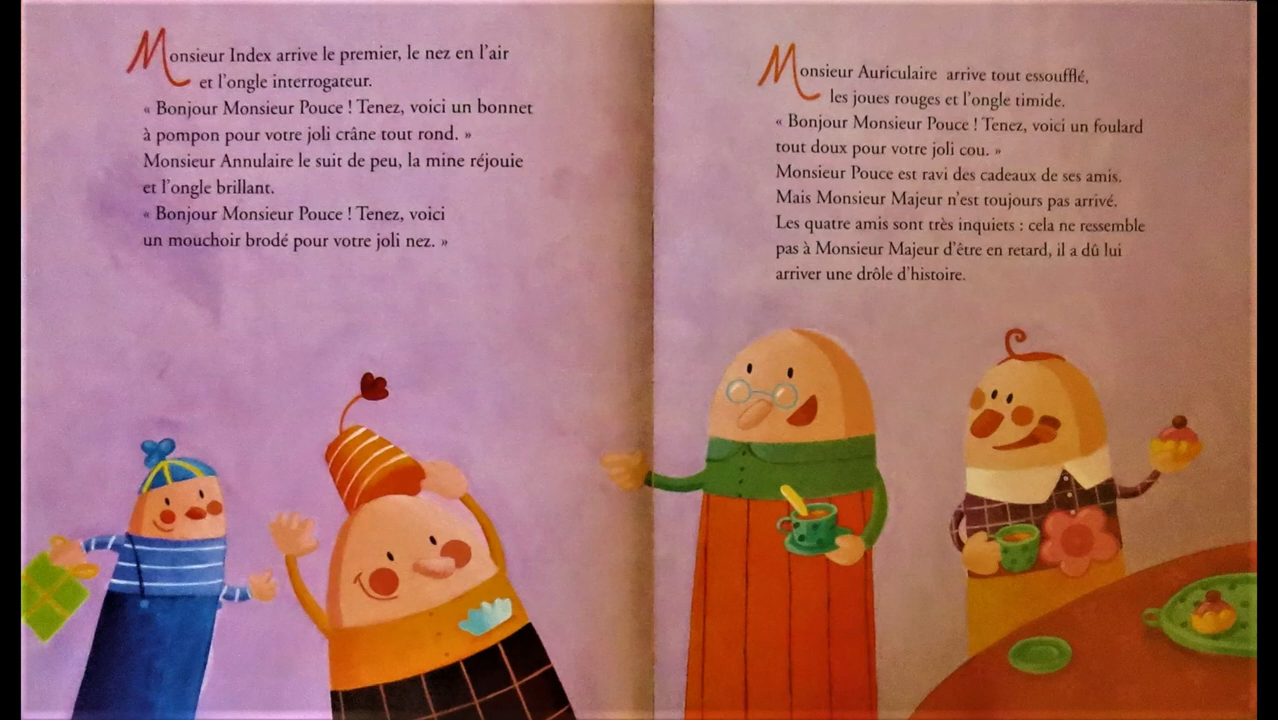 Monsieur Index arrive le premier, le nez en l'air
et l'ongle interrogateur.
« Bonjour Monsieur Pouce ! Tenez, voici un bonnet
à pompon pour votre joli crâne tout rond. »
Monsieur Annulaire le suit de peu, la mine réjouie
et l'ongle brillant.
« Bonjour Monsieur Pouce ! Tenez, voici
un mouchoir brodé pour votre joli nez. »
Monsieur Auriculaire arrive tout essoufflé,
les joues rouges et l'ongle timide.
« Bonjour Monsieur Pouce ! Tenez, voici un foulard
tout doux pour votre joli cou. »
Monsieur Pouce est ravi des cadeaux de ses amis.
Mais Monsieur Majeur n'est toujours pas arrivé.
Les quatre amis sont très inquiets : cela ne ressemble
pas à Monsieur Majeur d'être en retard, il a dû lui
arriver une drôle d'histoire.